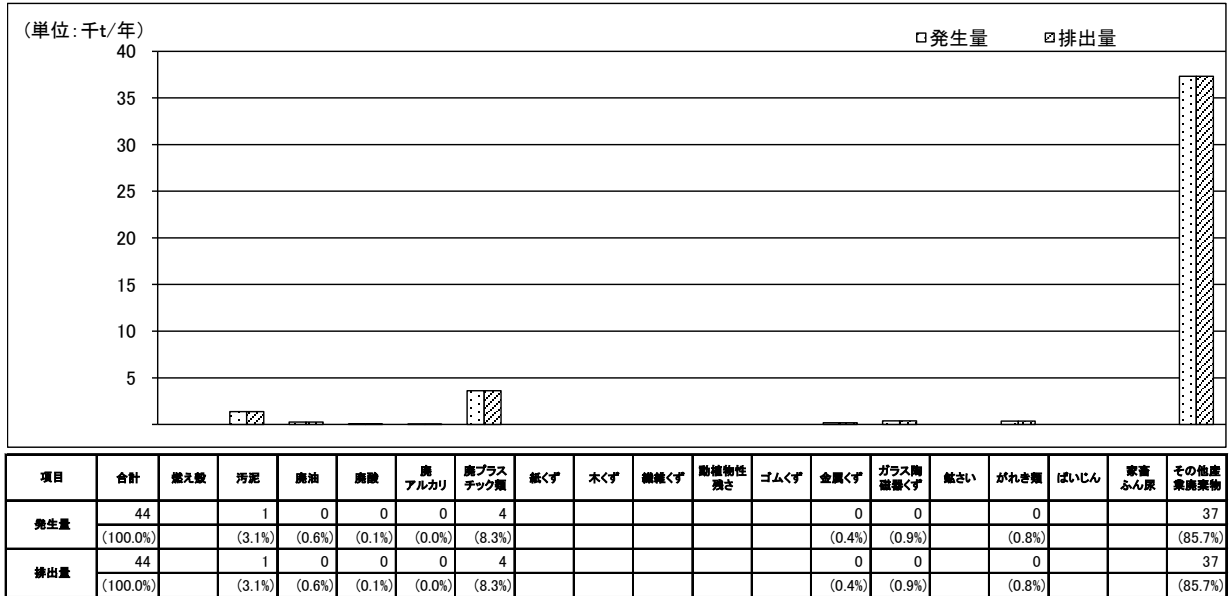 (単位:千t/年)
発生量 排出量
40
35
30
25
20
15
10
5
項目 合計 燃え殻 汚泥 廃油 廃酸 廃アルカリ 廃プラスチック類 紙くず 木くず 繊維くず 動植物性残さ ゴムくず 金属くず ガラス陶磁器くず 鉱さい がれき類 ばいじん 家畜ふん尿 その他産業廃棄物
発生量 44 1 0 0 0 4 0 0 0 37
(100.0%) (3.1%) (0.6%) (0.1%) (0.0%) (8.3%) (0.4%) (0.9%) (0.8%) (85.7%)
排出量 44 1 0 0 0 4 0 0 0 37
(100.0%) (3.1%) (0.6%) (0.1%) (0.0%) (8.3%) (0.4%) (0.9%) (0.8%) (85.7%)